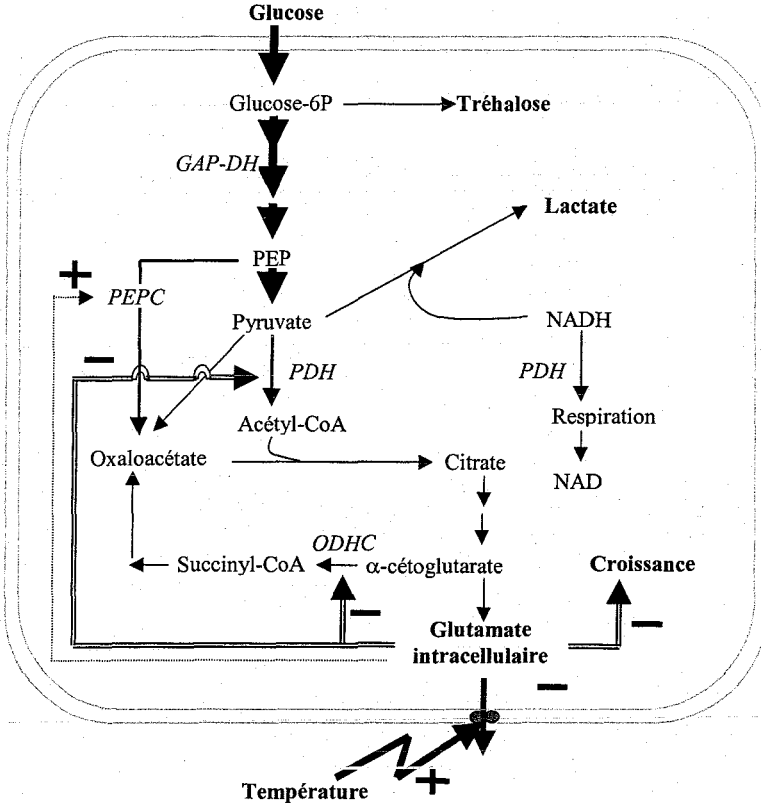 Glucose
Glucose-6P
Tréhalose
GAP-DH
Lactate
PEP
+
PEPC
Pyruvate
NADH
−
PDH
PDH
Acétyl-CoA
Respiration
Oxaloacétate
Citrate
NAD
ODHC
Succinyl-CoA
α-cétoglutarate
Croissance
−
−
Glutamate
intracellulaire
−
+
Température